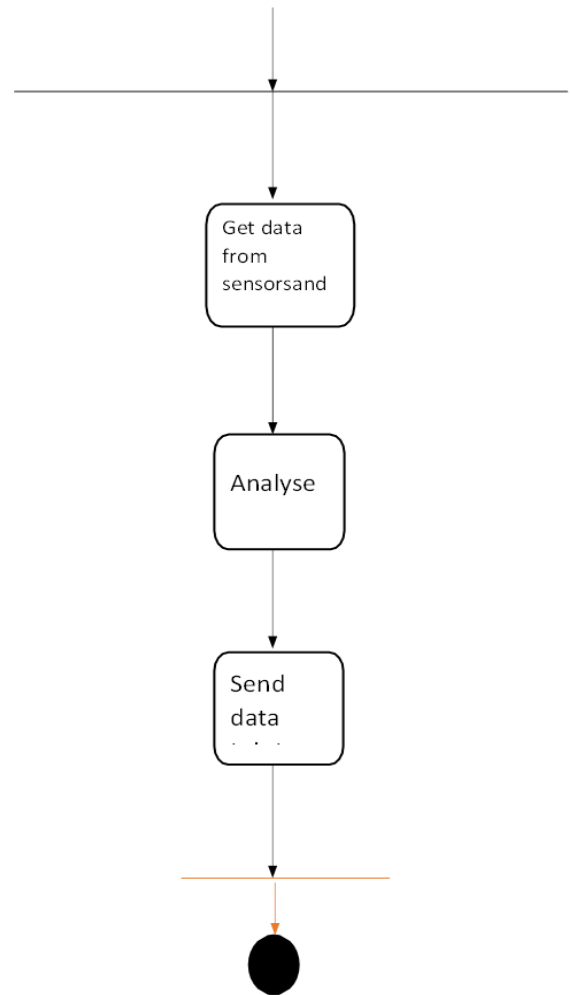 Get data
from
sensorsand
Analyse
Send
data